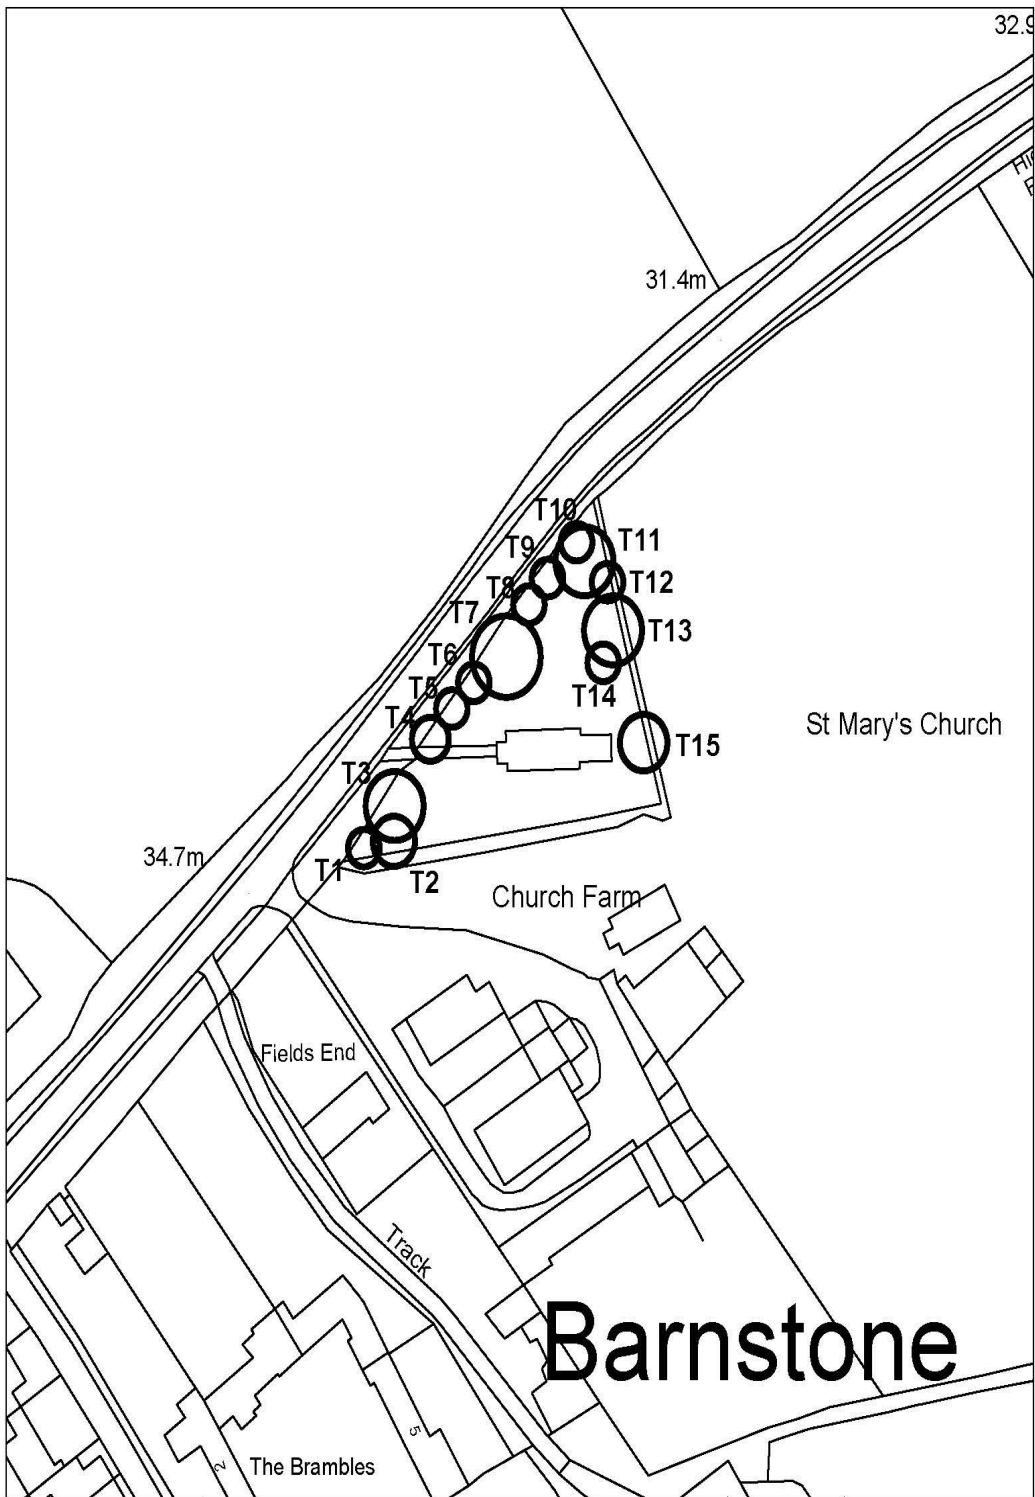 32.9
31.4m
T10
T9
T11
T8
T12
T7
T13
T6
T5
T14
T4
St Mary's Church
T15
T3
34.7m
T1
T2
Church Farm
Fields End
Track
Barnstone
5
2
The Brambles